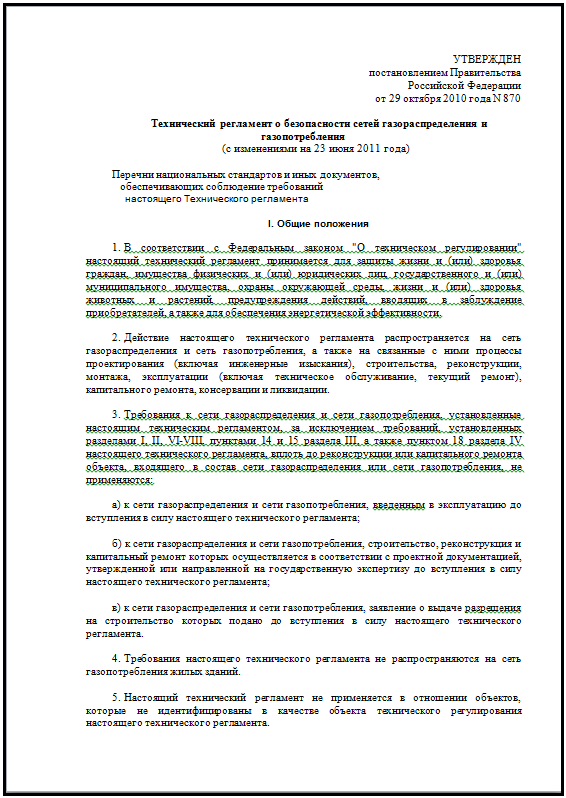 УТВЕРЖДЕН
постановлением Правительства
Российской Федерации
от 29 октября 2010 года N 870
Технический регламент о безопасности сетей газораспределения и
газопотребления
(с изменениями на 23 июня 2011 года)
Перечни национальных стандартов и иных документов,
обеспечивающих соблюдение требований
настоящего Технического регламента
I. Общие положения
1. В соответствии с Федеральным законом "О техническом регулировании"
настоящий технический регламент принимается для защиты жизни и (или) здоровья
граждан, имущества физических и (или) юридических лиц, государственного и (или)
муниципального имущества, охраны окружающей среды, жизни и (или) здоровья
животных и растений, предупреждения действий, вводящих в заблуждение
приобретателей, а также для обеспечения энергетической эффективности.
2. Действие настоящего технического регламента распространяется на сеть
газораспределения и сеть газопотребления, а также на связанные с ними процессы
проектирования (включая инженерные изыскания), строительства, реконструкции,
монтажа, эксплуатации (включая техническое обслуживание, текущий ремонт),
капитального ремонта, консервации и ликвидации.
3. Требования к сети газораспределения и сети газопотребления, установленные
настоящим техническим регламентом, за исключением требований, установленных
разделами I, II, VI-VIII, пунктами 14 и 15 раздела III, а также пунктом 18 раздела IV
настоящего технического регламента, вплоть до реконструкции или капитального ремонта
объекта, входящего в состав сети газораспределения или сети газопотребления, не
применяются:
а) к сети газораспределения и сети газопотребления, введенным в эксплуатацию до
вступления в силу настоящего технического регламента;
б) к сети газораспределения и сети газопотребления, строительство, реконструкция и
капитальный ремонт которых осуществляется в соответствии с проектной документацией,
утвержденной или направленной на государственную экспертизу до вступления в силу
настоящего технического регламента;
в) к сети газораспределения и сети газопотребления, заявление о выдаче разрешения
на строительство которых подано до вступления в силу настоящего технического
регламента.
4. Требования настоящего технического регламента не распространяются на сеть
газопотребления жилых зданий.
5. Настоящий технический регламент не применяется в отношении объектов,
которые не идентифицированы в качестве объекта технического регулирования
настоящего технического регламента.